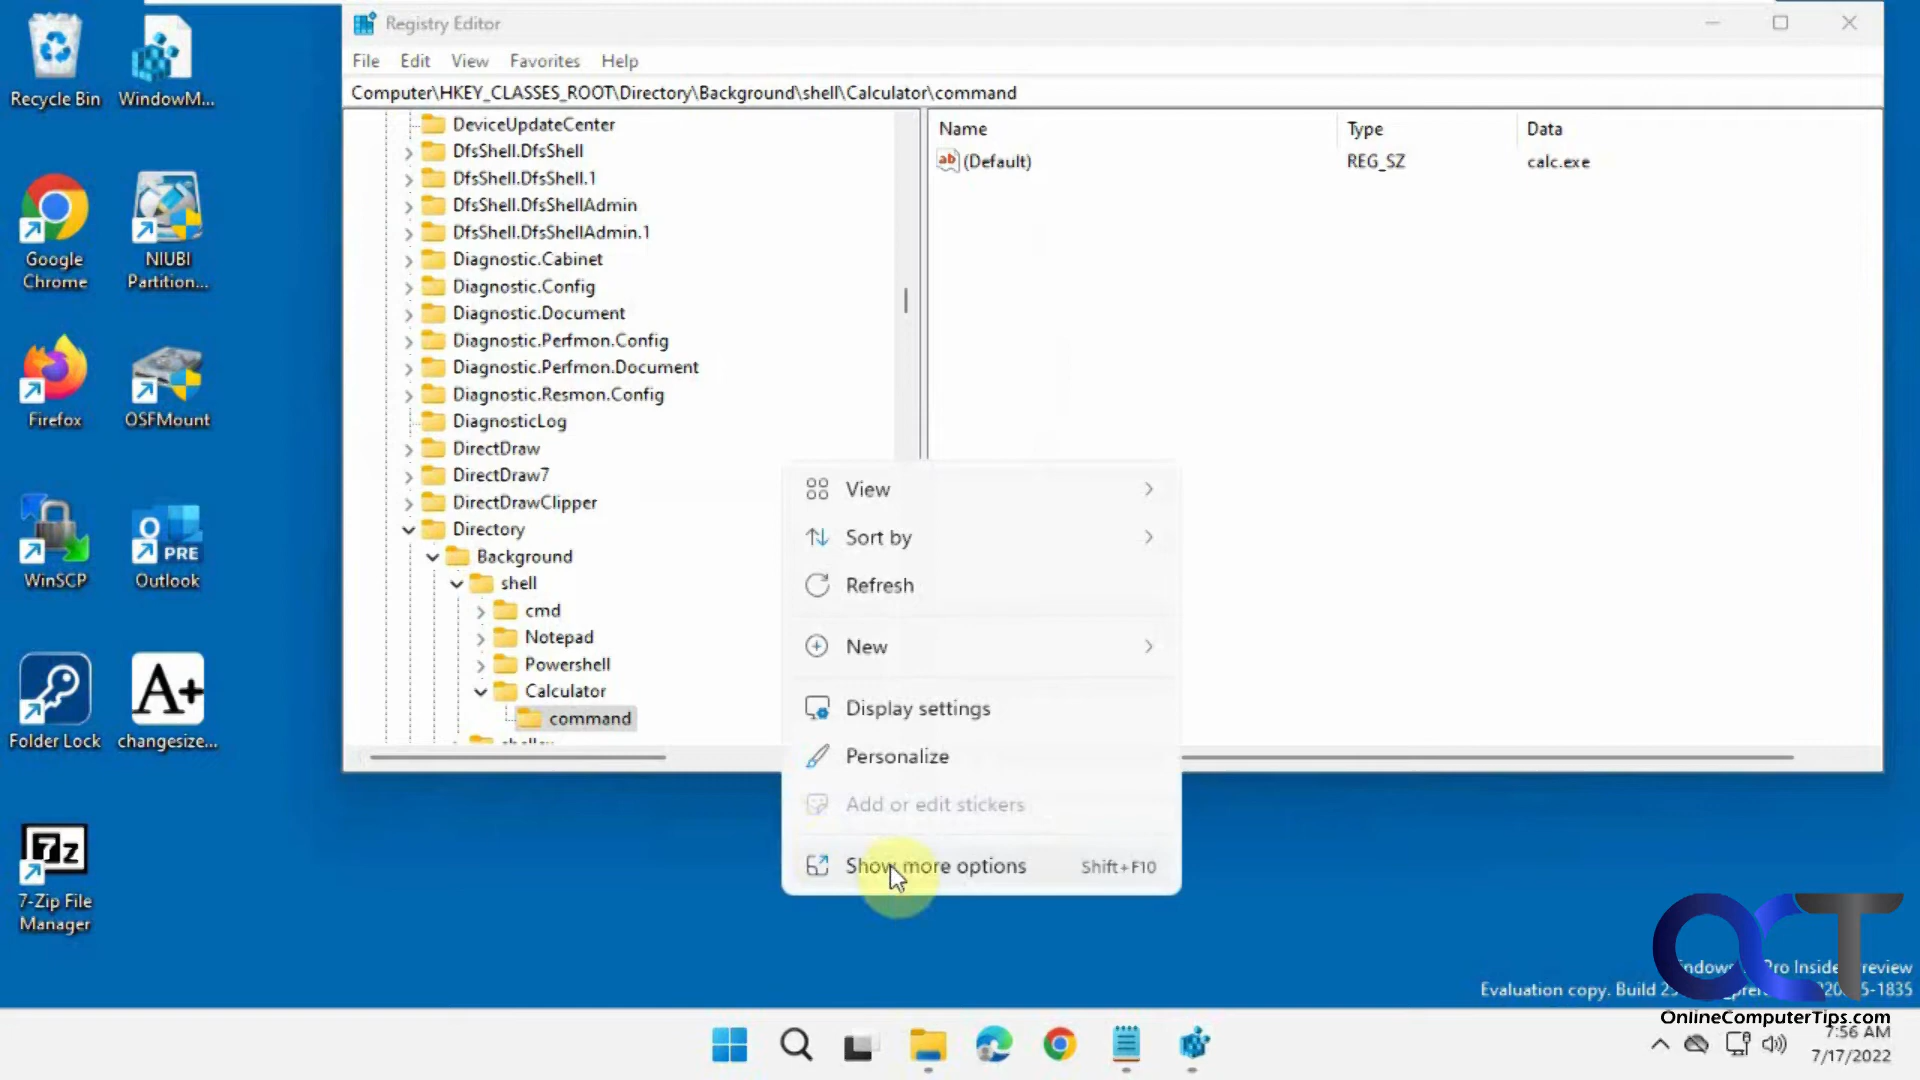 Registry Editor
File Edit View Favorites Help
Computer\HKEY_CLASSES_ROOT\Directory\Background\shell\Calculator\command
Recycle Bin
WindowM...
Google Chrome
NIUBI Partition...
Firefox
OSFMount
WinSCP
PRE
Outlook
Folder Lock
A+
changesize...
7z
7-Zip File Manager
DeviceUpdateCenter
DfsShell.DfsShell
DfsShell.DfsShell.1
DfsShell.DfsShellAdmin
DfsShell.DfsShellAdmin.1
Diagnostic.Cabinet
Diagnostic.Config
Diagnostic.Document
Diagnostic.Perfmon.Config
Diagnostic.Perfmon.Document
Diagnostic.Resmon.Config
DiagnosticLog
DirectDraw
DirectDraw7
DirectDrawClipper
Directory
Background
shell
cmd
Notepad
Powershell
Calculator
command
Name Type Data
ab (Default) REG_SZ calc.exe
View
Sort by
Refresh
New
Display settings
Personalize
Add or edit stickers
Show more options Shift+F10
Pro
Evaluation copy. Build
OCT
OnlineComputerTips.com
7:56 AM
7/17/2022